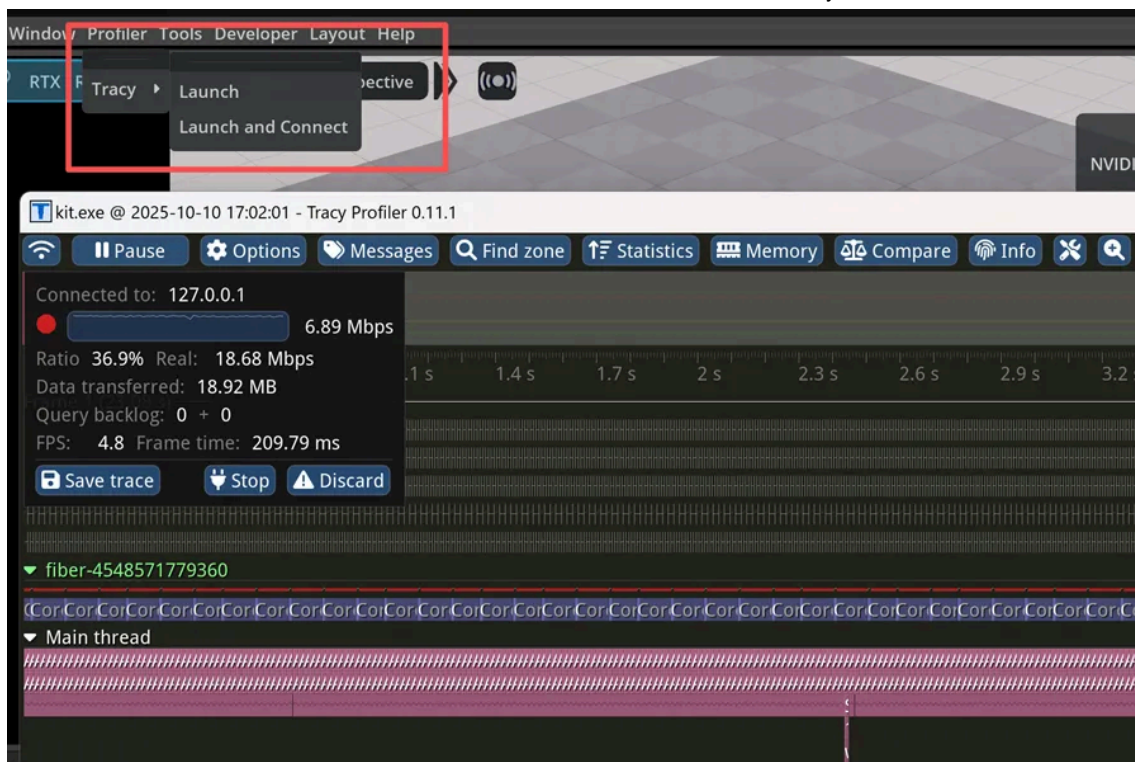 Window Profiler Tools Developer Layout Help
RTX
Tracy
Launch
Launch and Connect
pective
NVIDI
kit.exe @ 2025-10-10 17:02:01 - Tracy Profiler 0.11.1
Pause Options Messages Find zone Statistics Memory Compare Info
Connected to: 127.0.0.1
6.89 Mbps
Ratio 36.9% Real: 18.68 Mbps
.1 s 1.4 s 1.7 s 2 s 2.3 s 2.6 s 2.9 s 3.2
Data transferred: 18.92 MB
Query backlog: 0 + 0
FPS: 4.8 Frame time: 209.79 ms
Save trace Stop Discard
fiber-4548571779360
Main thread